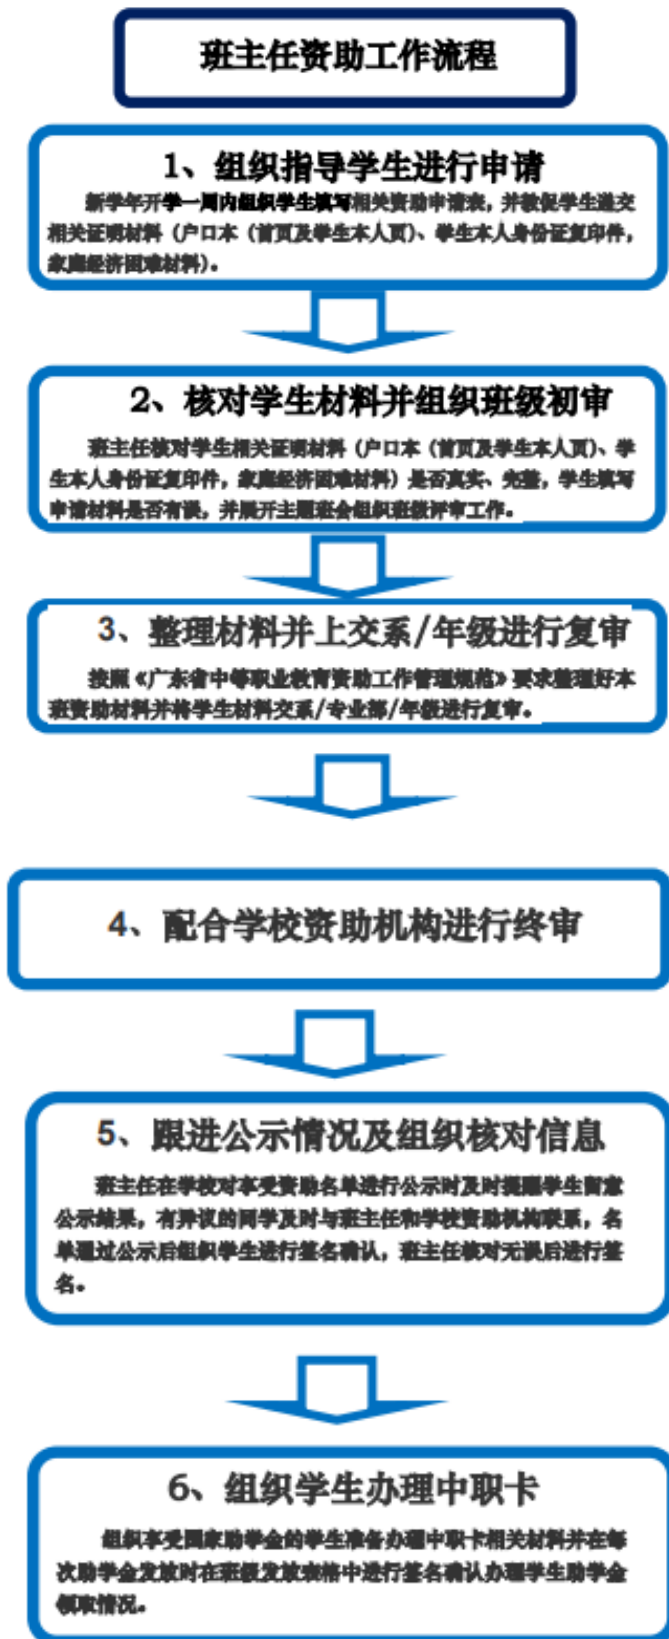 班主任资助工作流程
1、组织指导学生进行申请
新学年开学一周内组织学生填写相关资助申请表，并敦促学生递交
相关证明材料（户口本（首页及学生本人页）、学生本人身份证复印件，
家庭经济困难材料）。
2、核对学生材料并组织班级初审
班主任核对学生相关证明材料（户口本（首页及学生本人页）、学
生本人身份证复印件，家庭经济困难材料）是否真实、完整，学生填写
申请材料是否有误，并展开主题班会组织班级评审工作。
3、整理材料并上交系/年级进行复审
按照《广东省中等职业教育资助工作管理规范》要求整理好本
班资助材料并将学生材料交系/专业部/年级进行复审。
4、配合学校资助机构进行终审
5、跟进公示情况及组织核对信息
班主任在学校对享受资助名单进行公示时及时提醒学生留意
公示结果，有异议的同学及时与班主任和学校资助机构联系，名
单通过公示后组织学生进行签名确认，班主任核对无误后进行签
名。
6、组织学生办理中职卡
组织享受国家助学金的学生准备办理中职卡相关材料并在每
次助学金发放时在班级发放表格中进行签名确认办理学生助学金
领取情况。